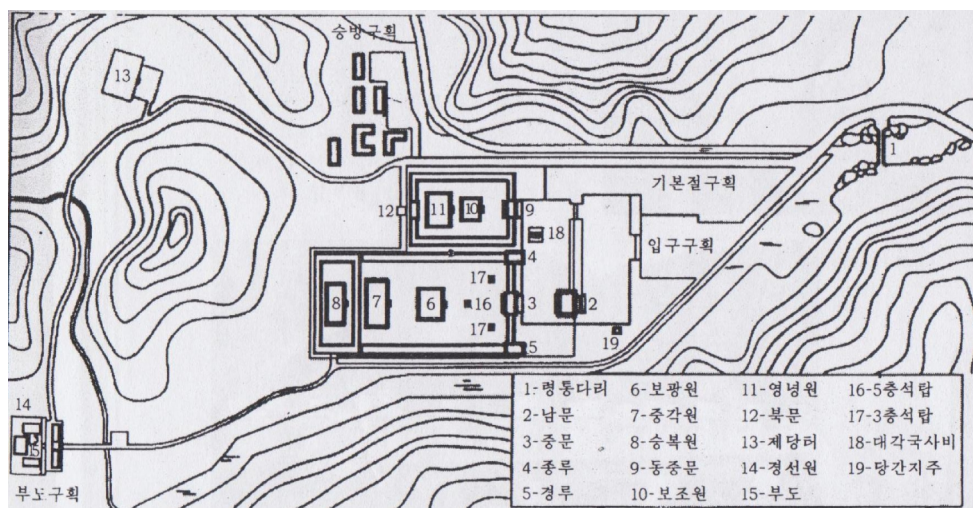 승방구획
13
1
기본절구획
12
11
10
9
입구구획
18
4
17
8
7
6
16
3
2
17
19
5
14
15
부도구획
1-령통다리 6-보광원 11-영녕원 16-5층석탑
2-남문 7-중각원 12-북문 17-3층석탑
3-중문 8-숭복원 13-제당터 18-대각국사비
4-종루 9-동중문 14-경선원 19-당간지주
5-경루 10-보조원 15-부도